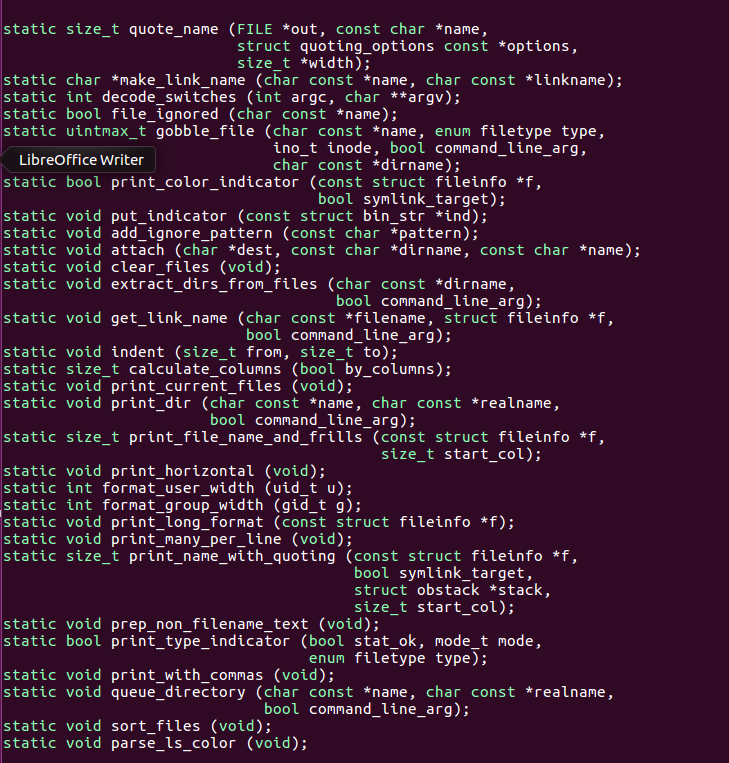 static size_t quote_name (FILE *out, const char *name,
                          struct quoting_options const *options,
                          size_t *width);
static char *make_link_name (char const *name, char const *linkname);
static int decode_switches (int argc, char **argv);
static bool file_ignored (char const *name);
static uintmax_t gobble_file (char const *name, enum filetype type,
                              ino_t inode, bool command_line_arg,
LibreOffice Writer
                              char const *dirname);
static bool print_color_indicator (const struct fileinfo *f,
                                   bool symlink_target);
static void put_indicator (const struct bin_str *ind);
static void add_ignore_pattern (const char *pattern);
static void attach (char *dest, const char *dirname, const char *name);
static void clear_files (void);
static void extract_dirs_from_files (char const *dirname,
                                     bool command_line_arg);
static void get_link_name (char const *filename, struct fileinfo *f,
                           bool command_line_arg);
static void indent (size_t from, size_t to);
static size_t calculate_columns (bool by_columns);
static void print_current_files (void);
static void print_dir (char const *name, char const *realname,
                       bool command_line_arg);
static size_t print_file_name_and_frills (const struct fileinfo *f,
                                          size_t start_col);
static void print_horizontal (void);
static int format_user_width (uid_t u);
static int format_group_width (gid_t g);
static void print_long_format (const struct fileinfo *f);
static void print_many_per_line (void);
static size_t print_name_with_quoting (const struct fileinfo *f,
                                       bool symlink_target,
                                       struct obstack *stack,
                                       size_t start_col);
static void prep_non_filename_text (void);
static bool print_type_indicator (bool stat_ok, mode_t mode,
                                  enum filetype type);
static void print_with_commas (void);
static void queue_directory (char const *name, char const *realname,
                             bool command_line_arg);
static void sort_files (void);
static void parse_ls_color (void);